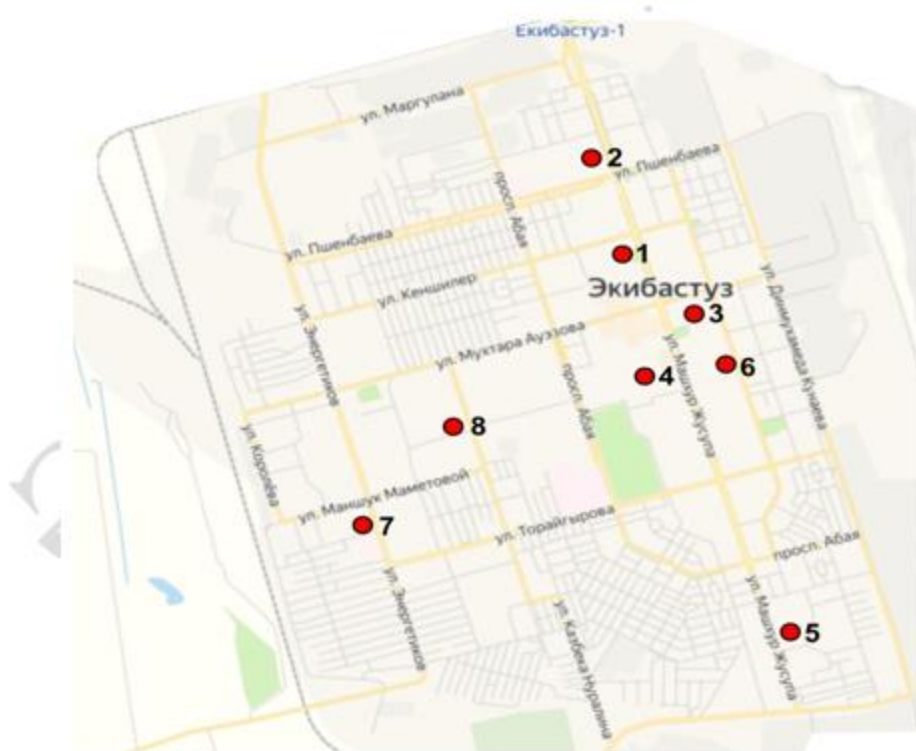 Екибастуз-1
ул. Маргулана
2
ул. Пшенбаева
просп. Абая
ул. Пшенбаева
1
ул. Кеншилер
Экибастуз
ул. Динмухамеда Кунаева
3
ул. Энергетиков
ул. Мухтара Ауэзова
ул. Машхур Жусупа
6
4
просп. Абая
8
ул. Королёва
ул. Маншук Маметовой
7
ул. Торайгырова
просп. Абая
ул. Энергетиков
ул. Машхур Жусупа
5
ул. Казбека Нуралина